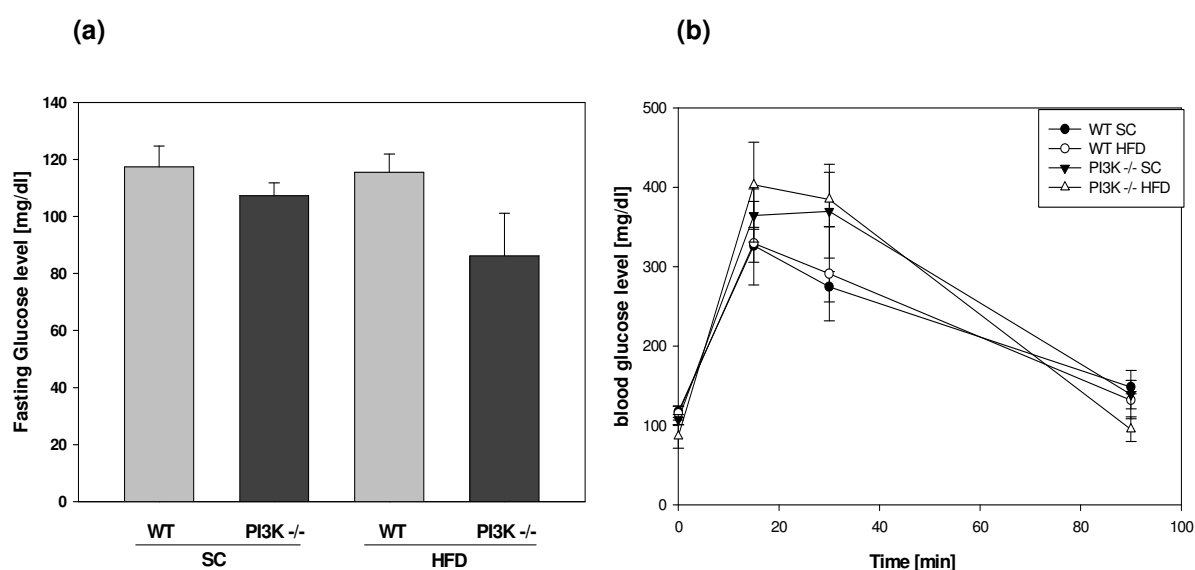 (a)
Fasting Glucose level [mg/dl]
140
120
100
80
60
40
20
0
WT PI3K -/- WT PI3K -/-
SC HFD
(b)
blood glucose level [mg/dl]
500
400
300
200
100
0
0 20 40 60 80 100
Time [min]
WT SC
WT HFD
PI3K -/- SC
PI3K -/- HFD